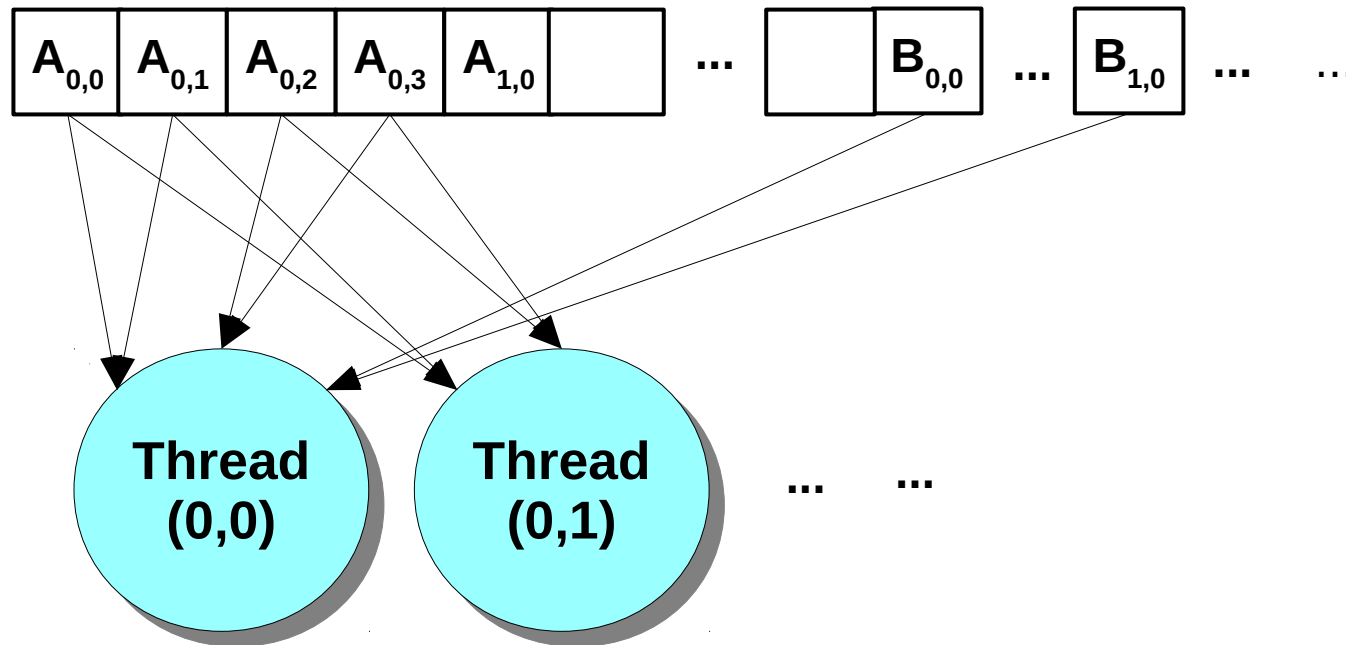 A0,0 A0,1 A0,2 A0,3 A1,0 ... B0,0 ... B1,0 ... ...
Thread Thread
(0,0) (0,1) ... ...